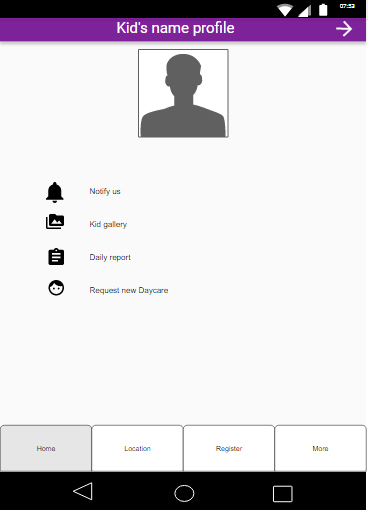 07:53
Kid's name profile
Notify us
Kid gallery
Daily report
Request new Daycare
Home
Location
Register
More